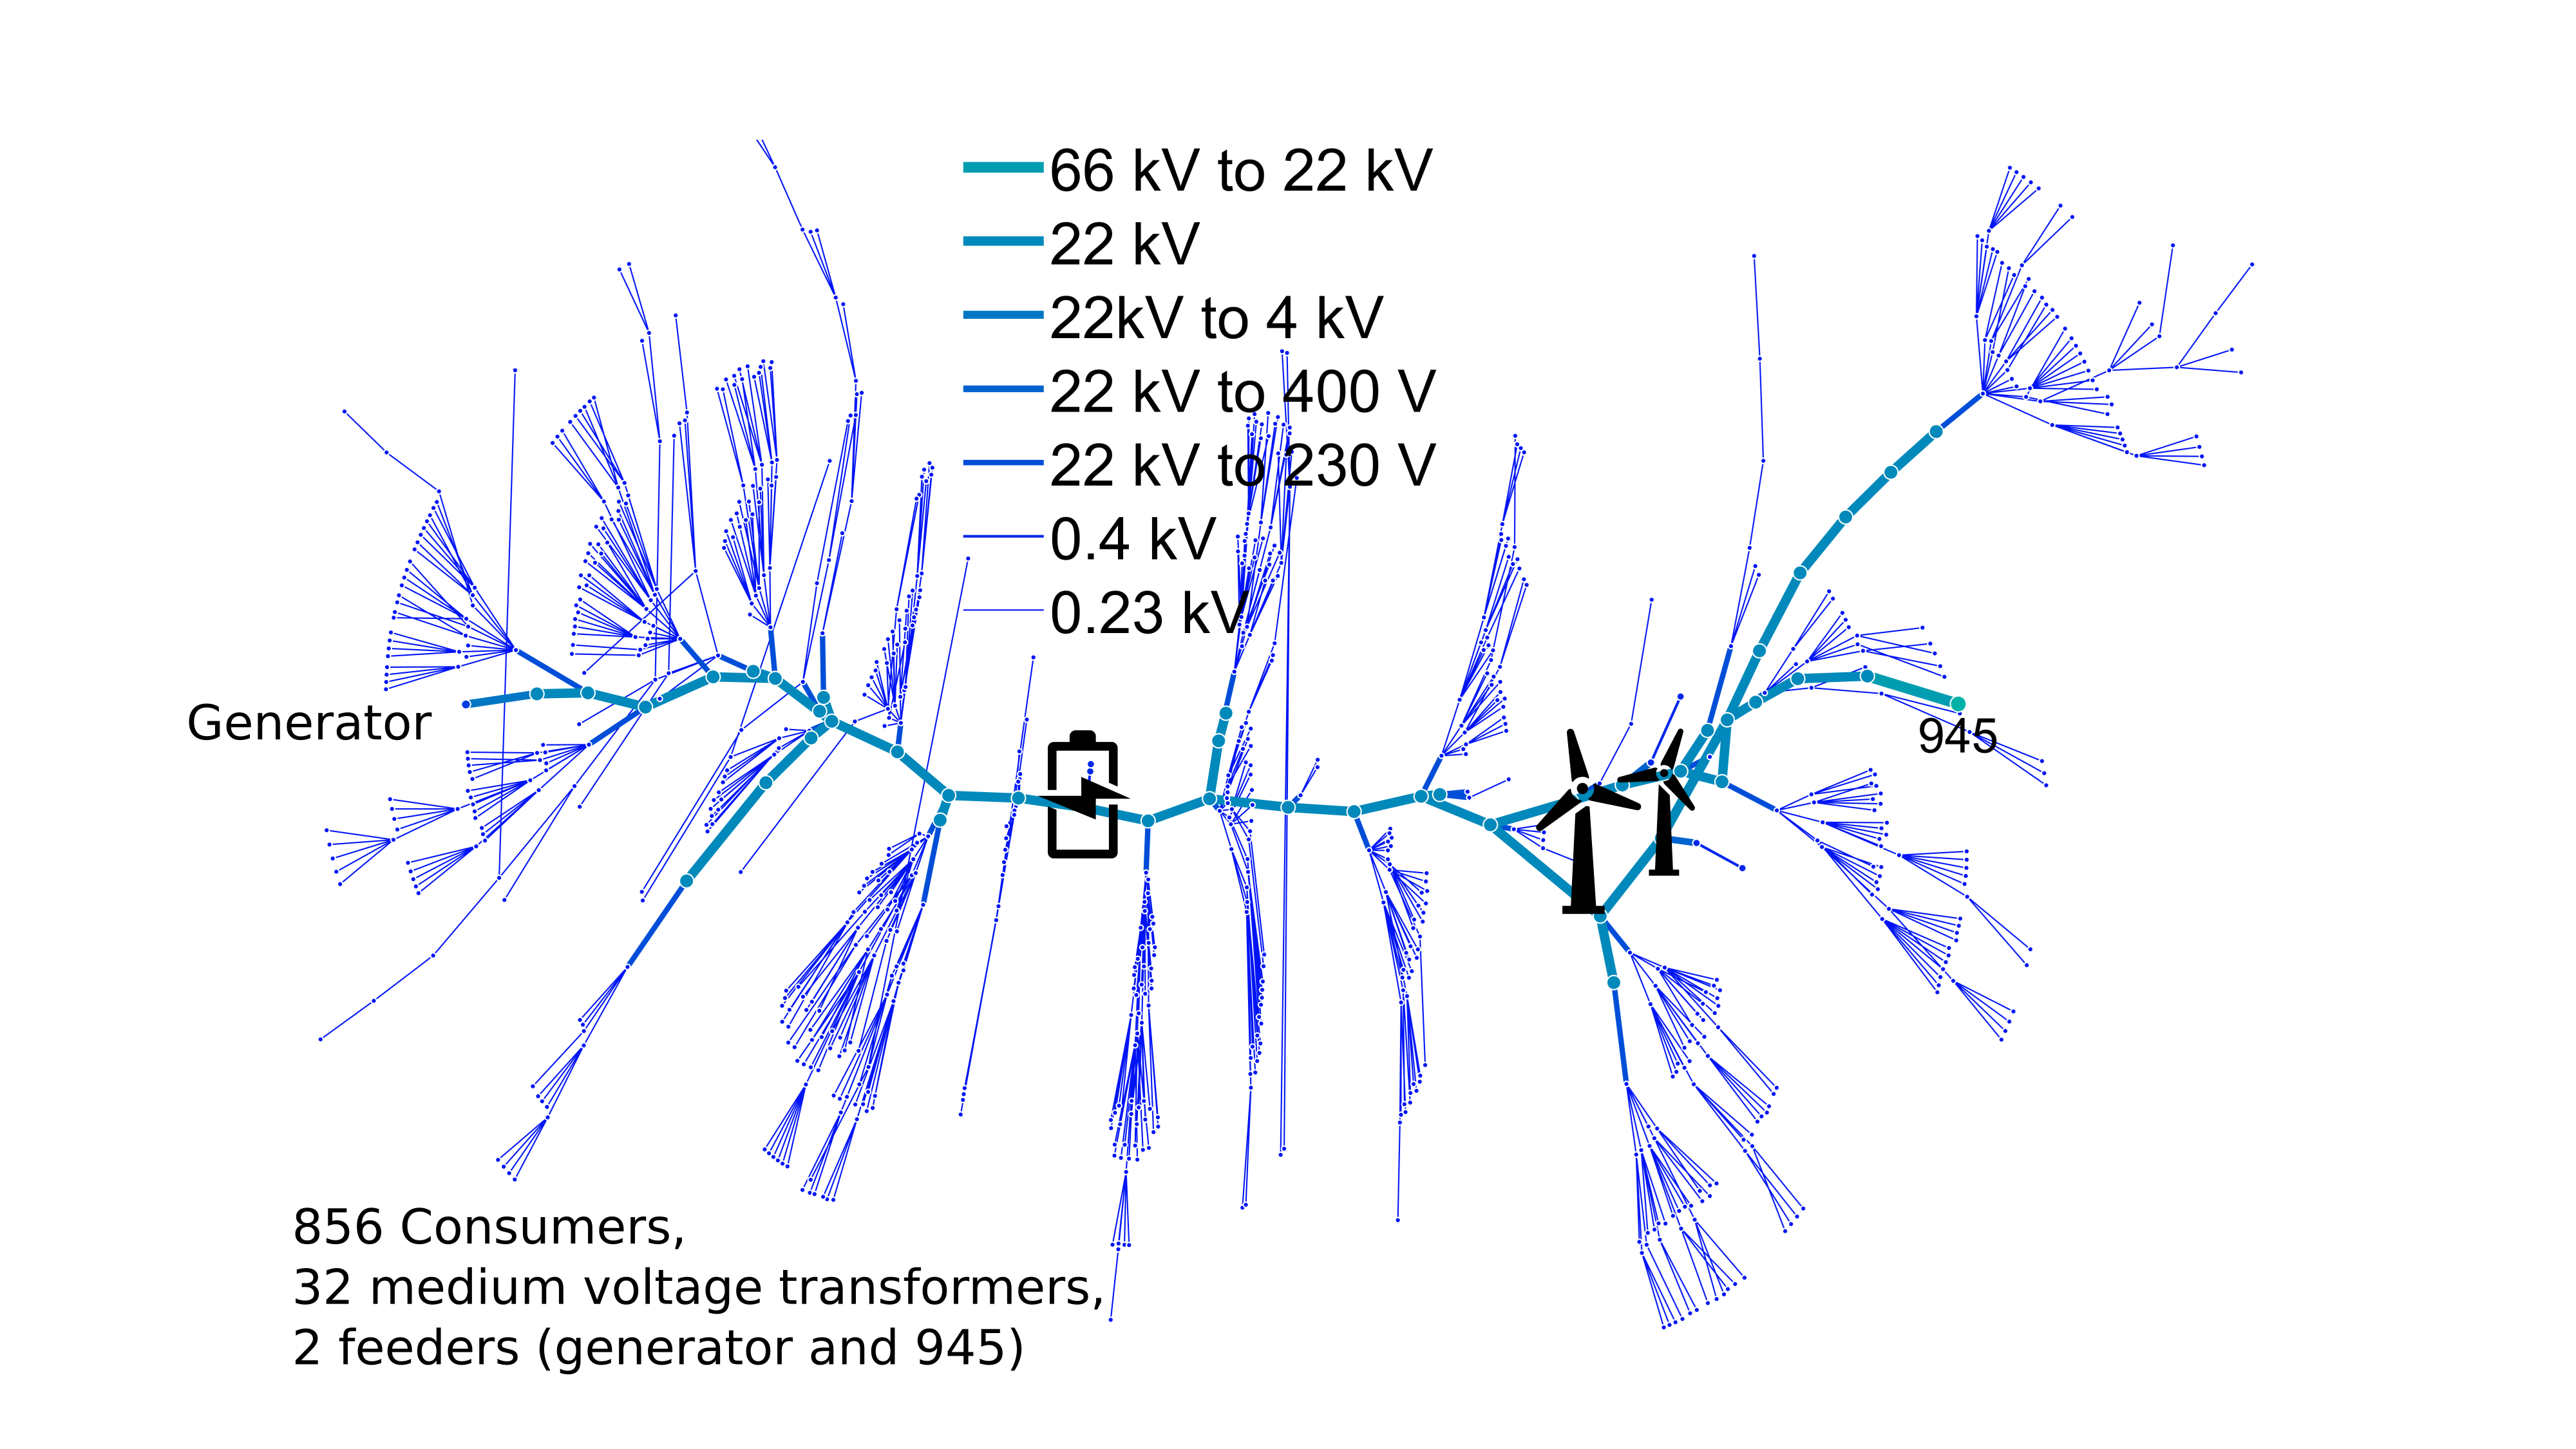 66 kV to 22 kV
22 kV
22kV to 4 kV
22 kV to 400 V
22 kV to 230 V
0.4 kV
0.23 kV
Generator
945
856 Consumers,
32 medium voltage transformers,
2 feeders (generator and 945)